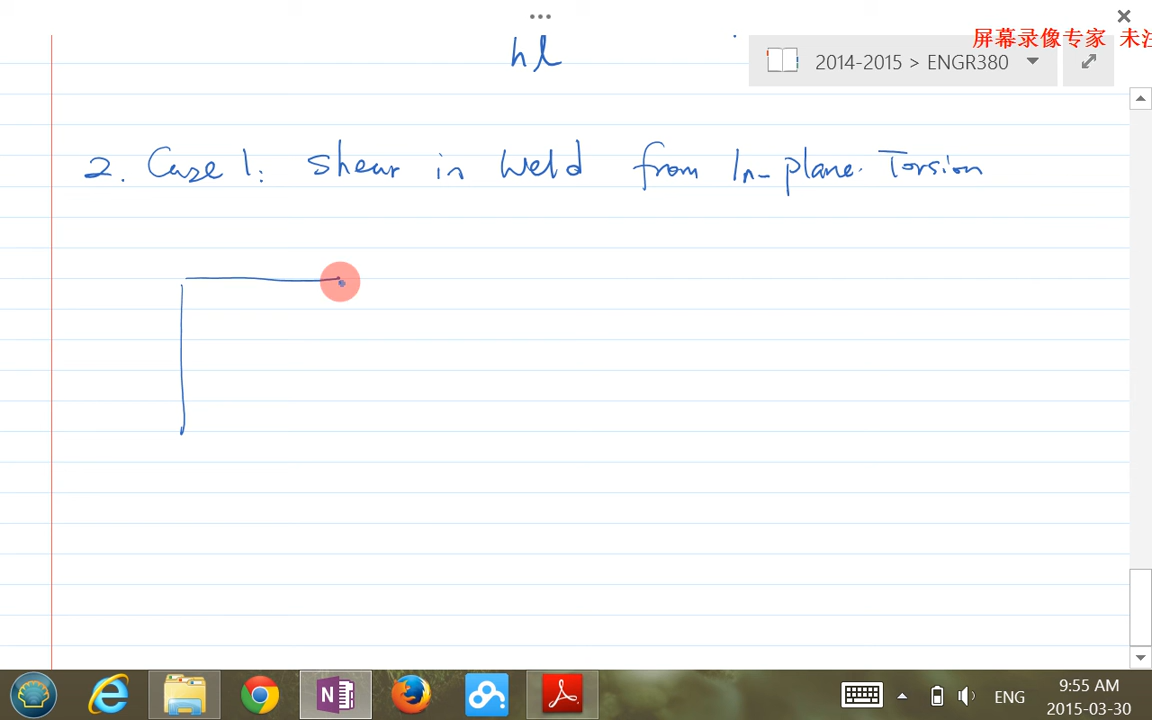 屏幕录像专家 未
hl
2014-2015 > ENGR380
2. Case 1: Shear in Weld from In-plane Torsion
ENG
9:55 AM
2015-03-30